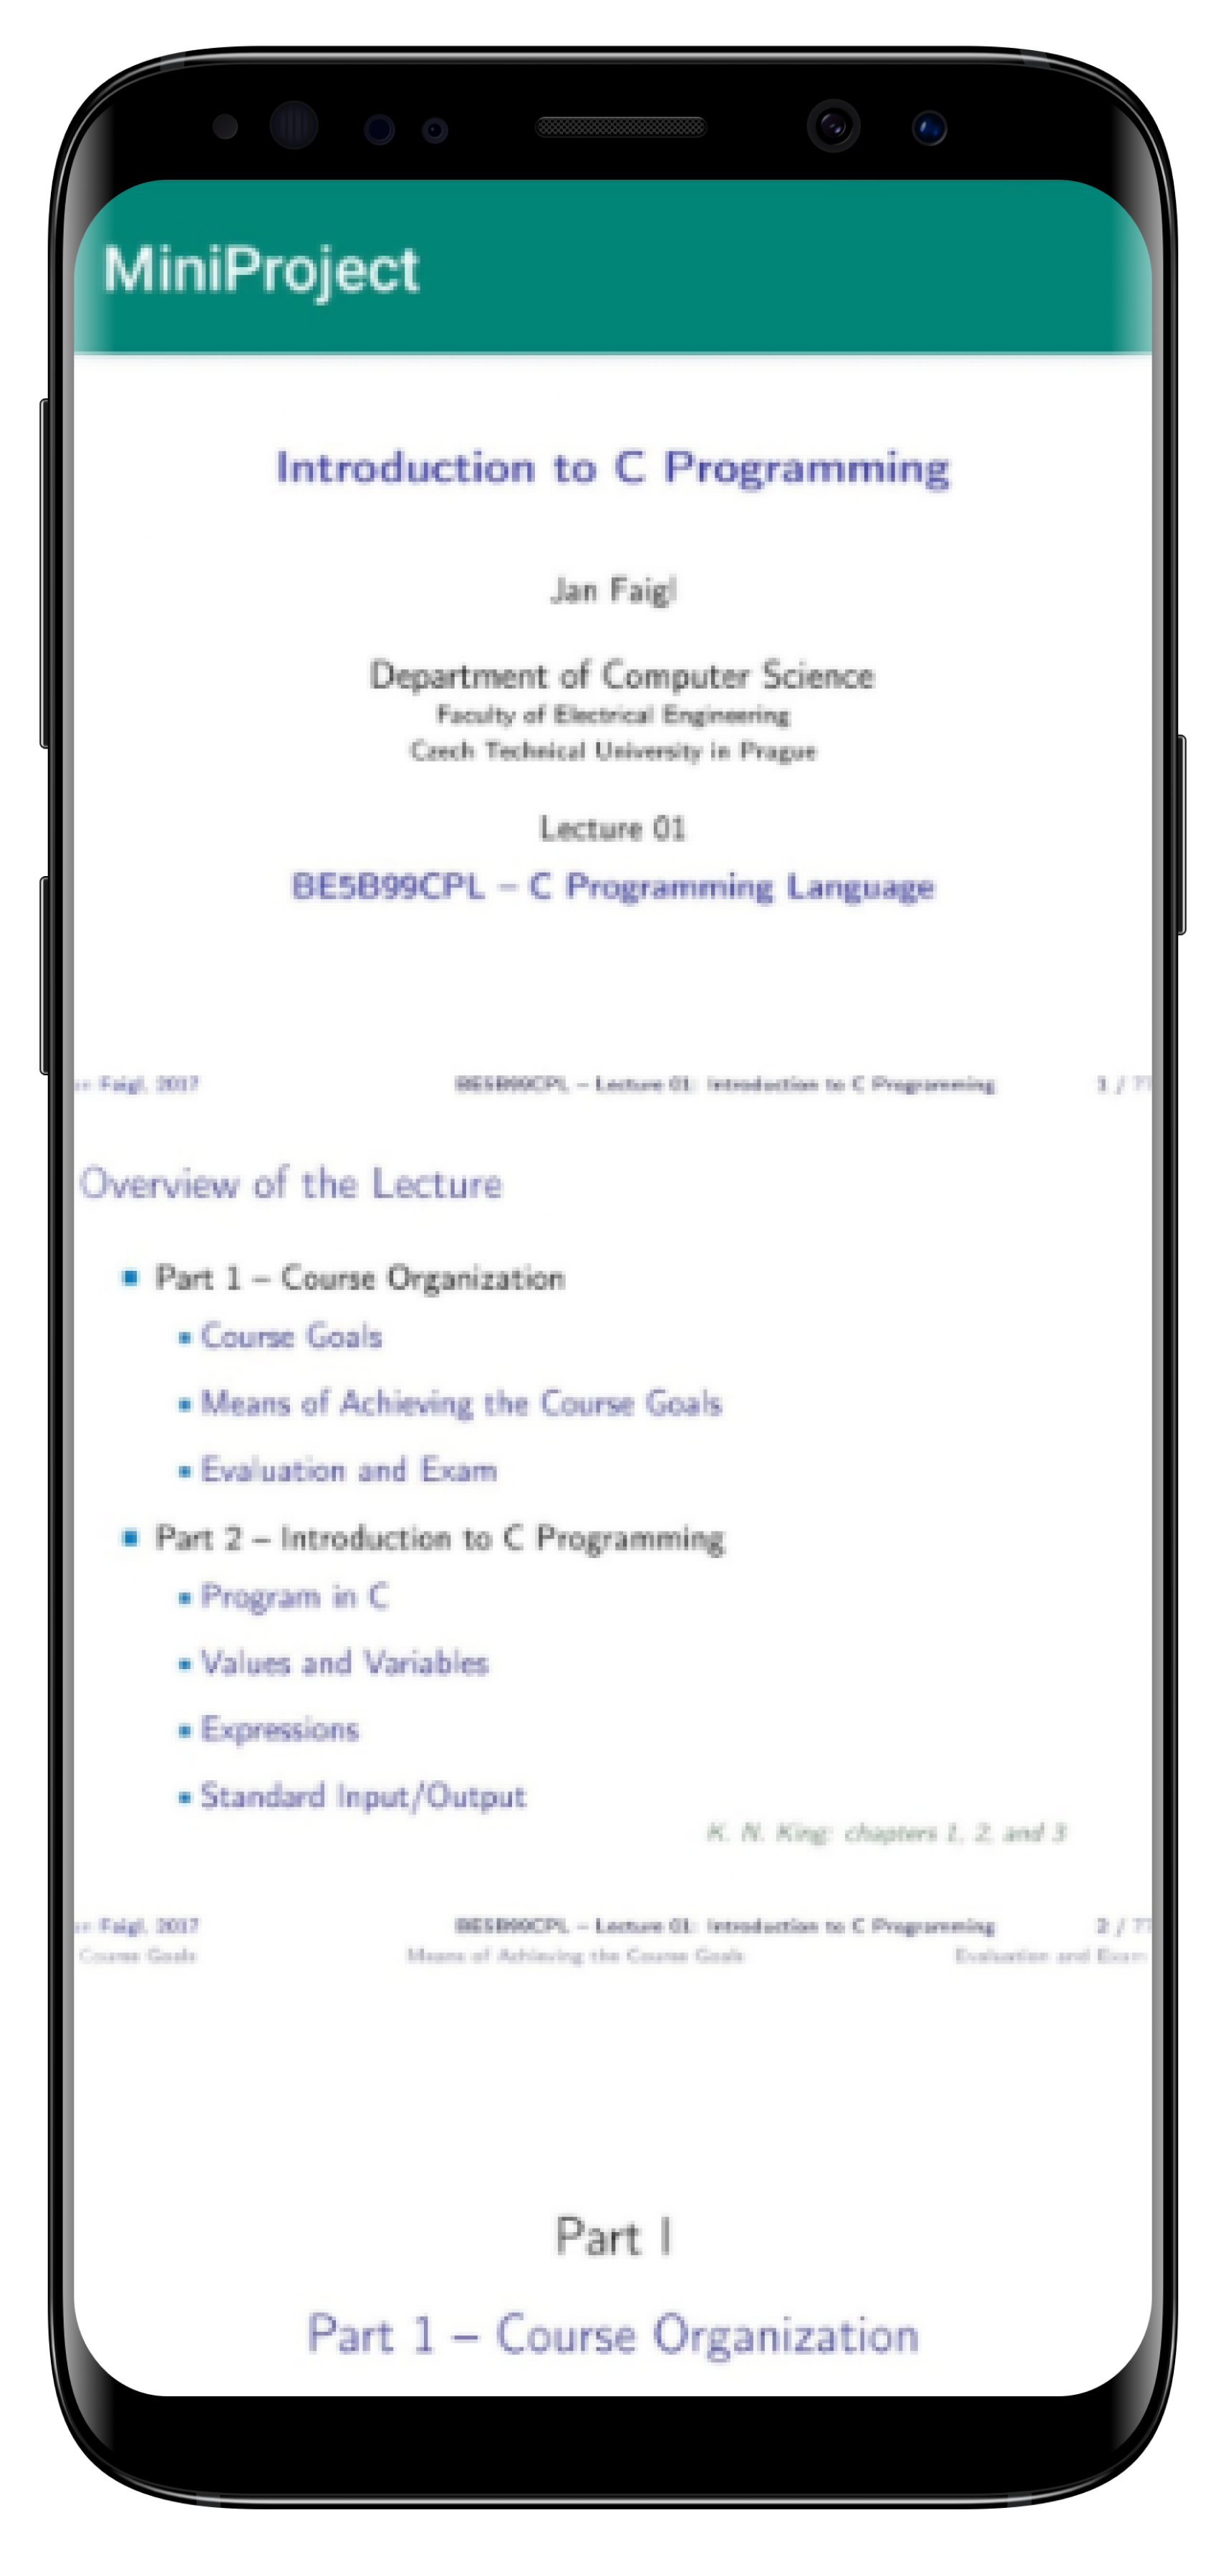 MiniProject
Introduction to C Programming
Jan Faigl
Department of Computer Science
Faculty of Electrical Engineering
Czech Technical University in Prague
Lecture 01
BE5B99CPL – C Programming Language
Faigl, 2017 BE5B99CPL – Lecture 01: Introduction to C Programming 1 /
Overview of the Lecture
■ Part 1 – Course Organization
▪ Course Goals
▪ Means of Achieving the Course Goals
▪ Evaluation and Exam
■ Part 2 – Introduction to C Programming
▪ Program in C
▪ Values and Variables
▪ Expressions
▪ Standard Input/Output
K. N. King: chapters 1, 2, and 3
Faigl, 2017 BE5B99CPL – Lecture 01: Introduction to C Programming 2 /
Course Goals Means of Achieving the Course Goals Evaluation and Exam
Part I
Part 1 – Course Organization